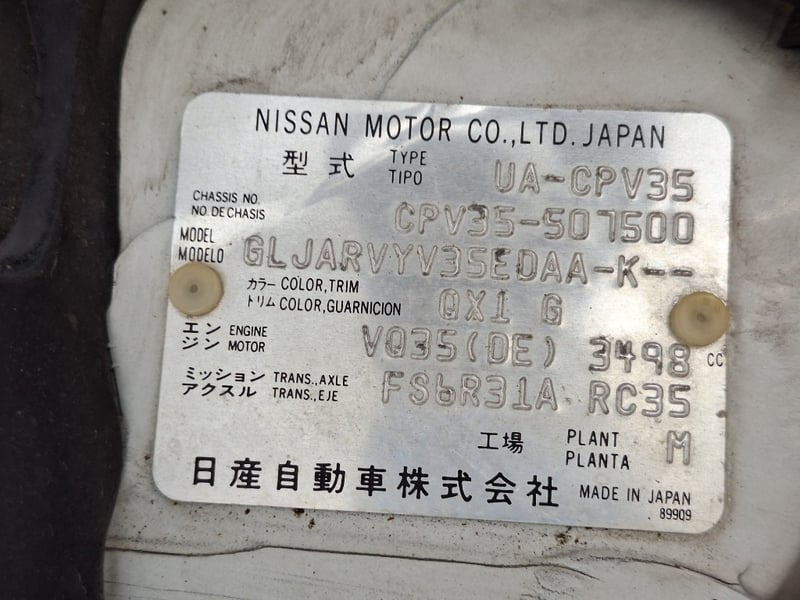 NISSAN MOTOR CO.,LTD. JAPAN
型式 TYPE TIPO UA-CPV35
CHASSIS NO. NO. DE CHASIS CPV35-507500
MODEL MODELO GLJARVYV35EDAA-K--
カラー COLOR,TRIM トリム COLOR,GUARNICION QX1 G
エンジン ENGINE MOTOR VQ35(DE) 3498 CC
ミッション TRANS.,AXLE アクスル TRANS.,EJE FS6R31A RC35
工場 PLANT PLANTA M
日産自動車株式会社 MADE IN JAPAN
89909